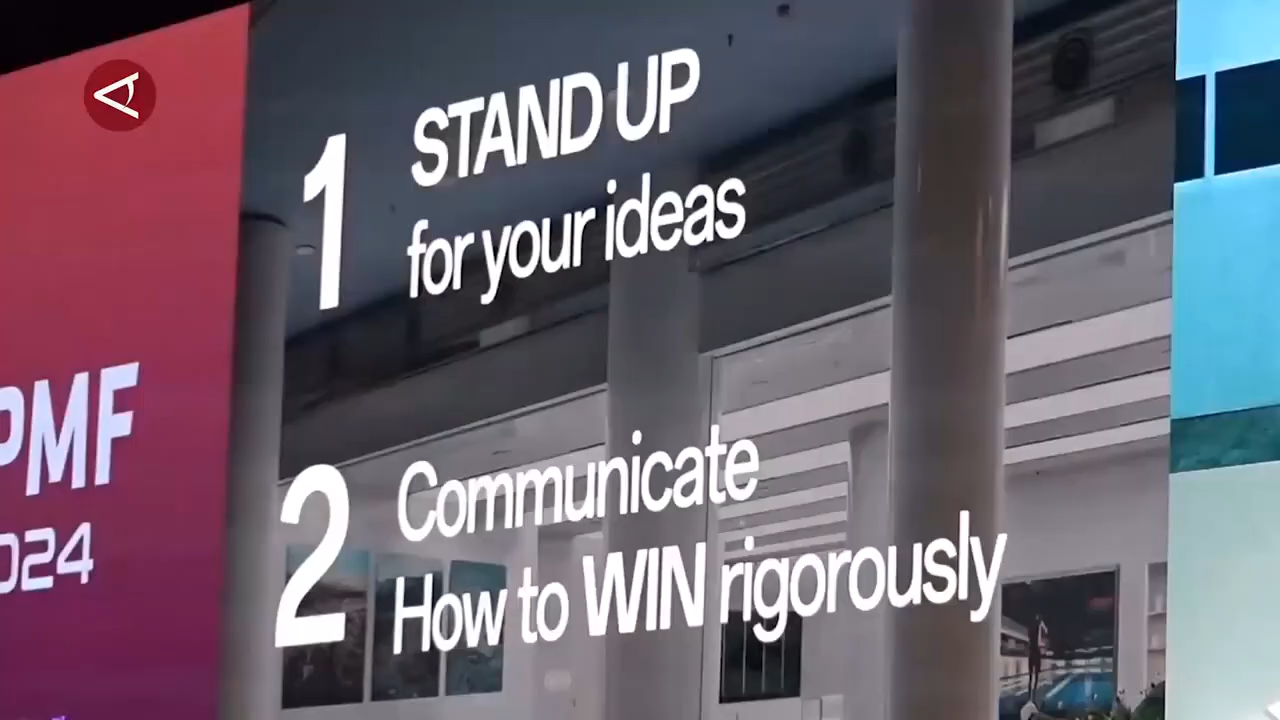 1 STAND UP
for your ideas
2 Communicate
How to WIN rigorously
PMF
024